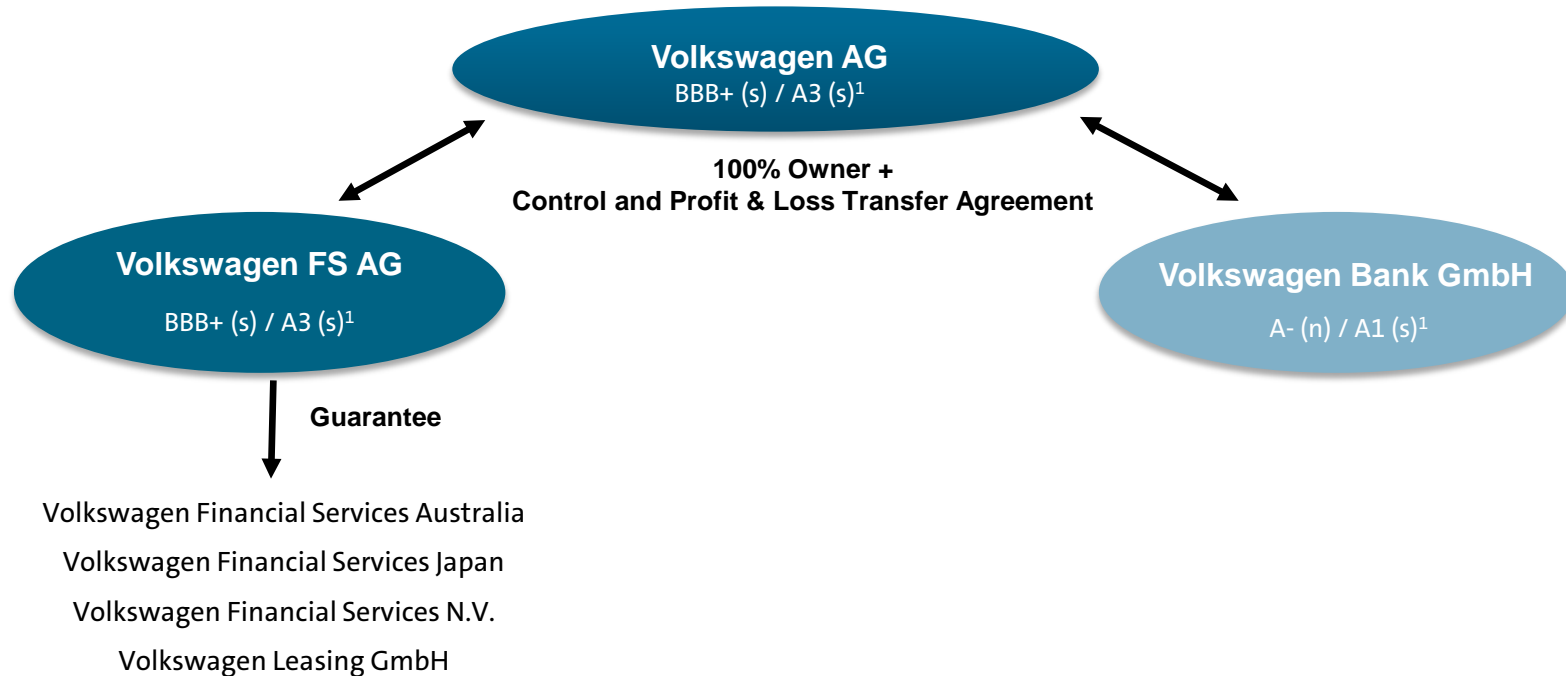 Volkswagen AG
BBB+ (s) / A3 (s)¹
100% Owner +
Control and Profit & Loss Transfer Agreement
Volkswagen FS AG
BBB+ (s) / A3 (s)¹
Volkswagen Bank GmbH
A- (n) / A1 (s)¹
Guarantee
Volkswagen Financial Services Australia
Volkswagen Financial Services Japan
Volkswagen Financial Services N.V.
Volkswagen Leasing GmbH